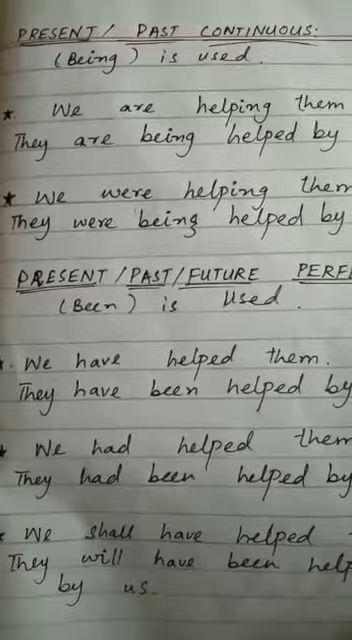 PRESENT / PAST CONTINUOUS.
(Being) is used.
* We are helping them
They are being helped by
* We were helping them
They were being helped by
PRESENT / PAST / FUTURE PERFE
(Been) is used.
. We have helped them.
They have been helped by
* We had helped them
They had been helped by
* We shall have helped
They will have been help
by us.